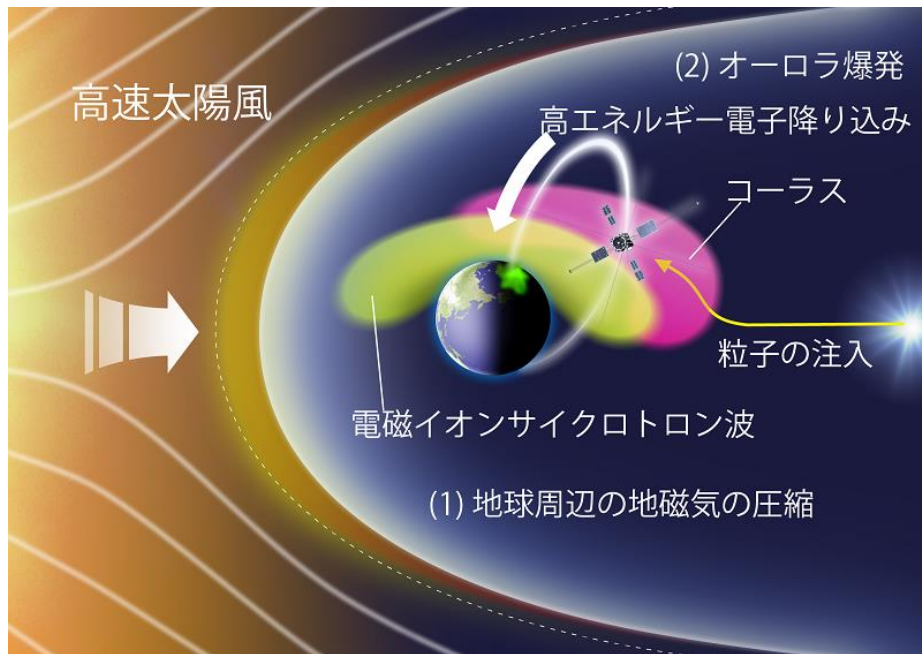 (2) オーロラ爆発
高速太陽風
高エネルギー電子降り込み
コーラス
粒子の注入
電磁イオンサイクロトロン波
(1) 地球周辺の地磁気の圧縮